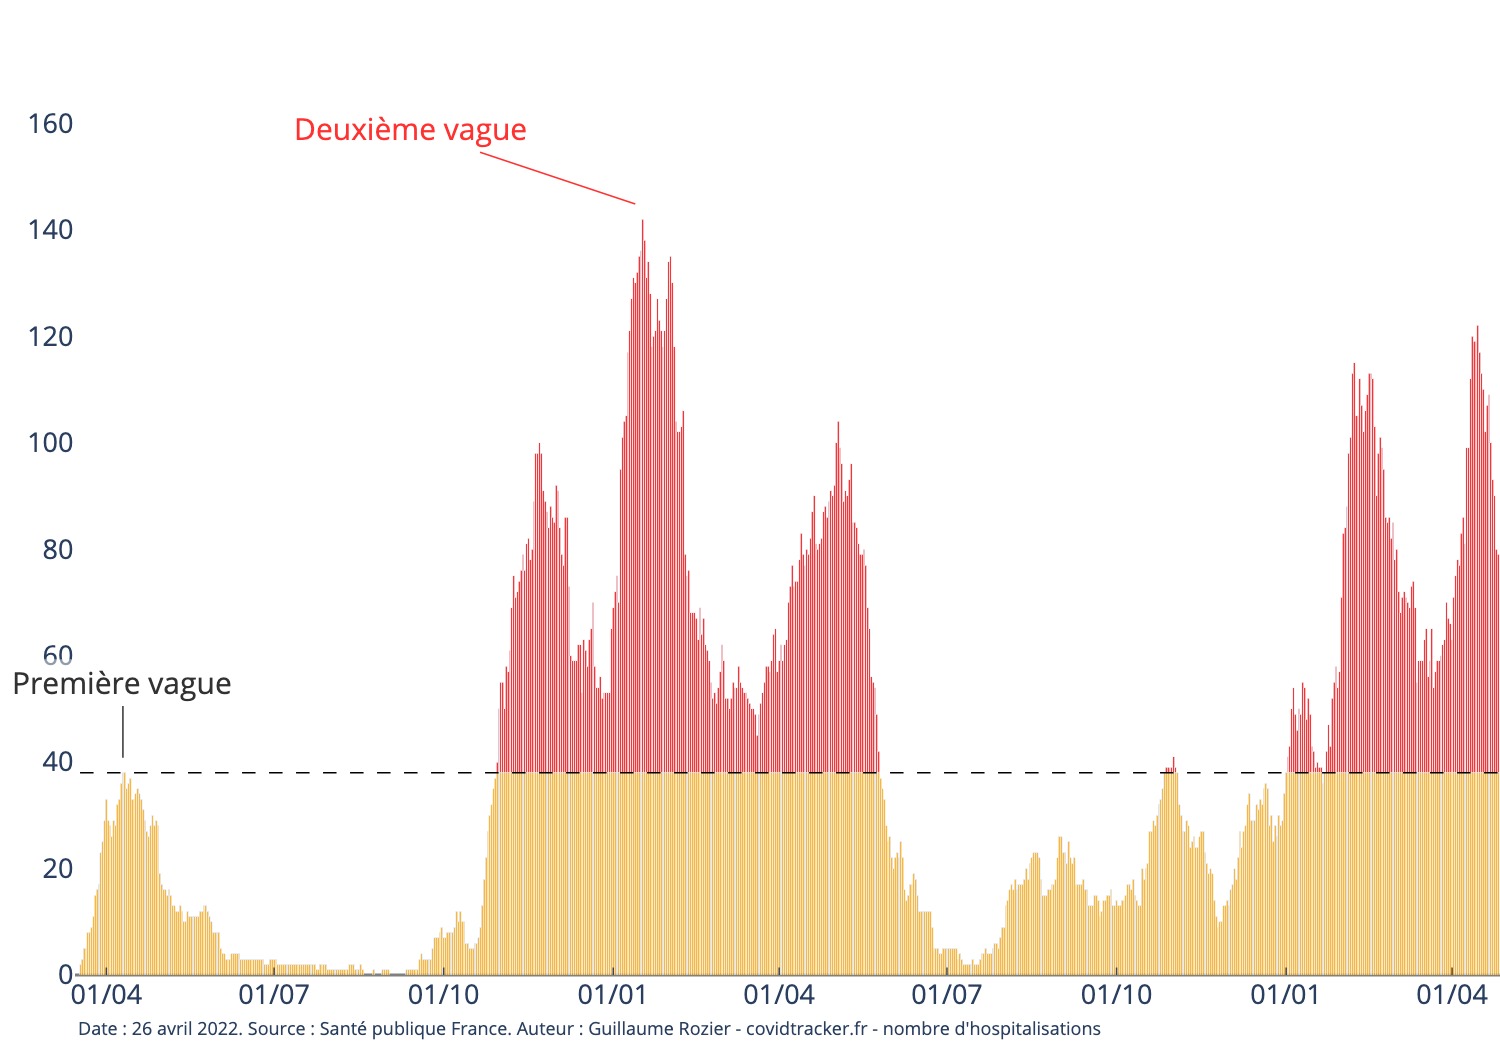 160
Deuxième vague
140
120
100
80
60
Première vague
40
20
0
01/04 01/07 01/10 01/01 01/04 01/07 01/10 01/01 01/04
Date : 26 avril 2022. Source : Santé publique France. Auteur : Guillaume Rozier - covidtracker.fr - nombre d'hospitalisations